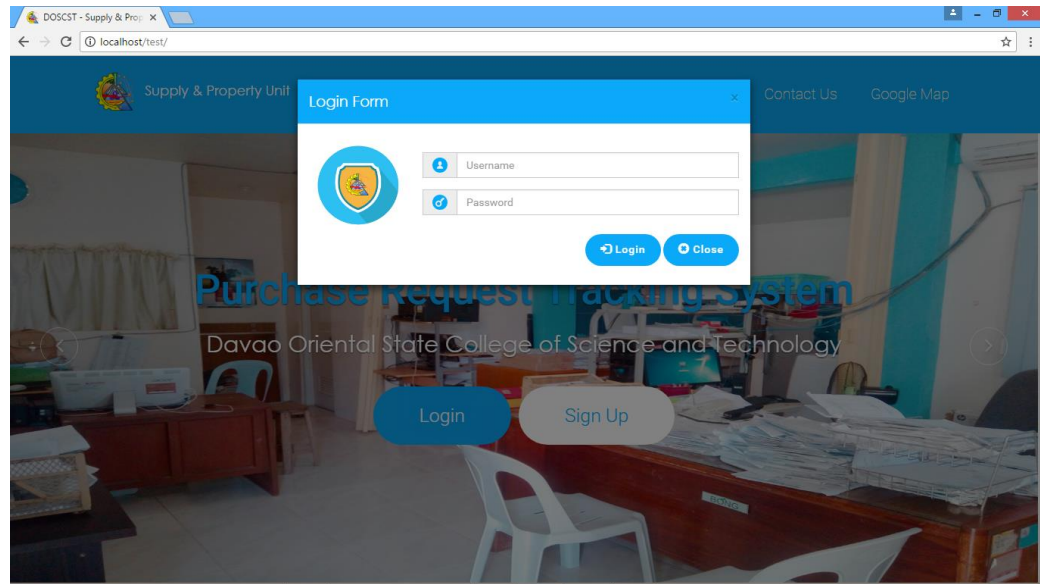 DOSCST - Supply & Prop
localhost/test/
Supply & Property Unit
Contact Us
Google Map
Login Form
×
Username
Password
Login
Close
Purchase Request Tracking System
Davao Oriental State College of Science and Technology
Login
Sign Up
BONG